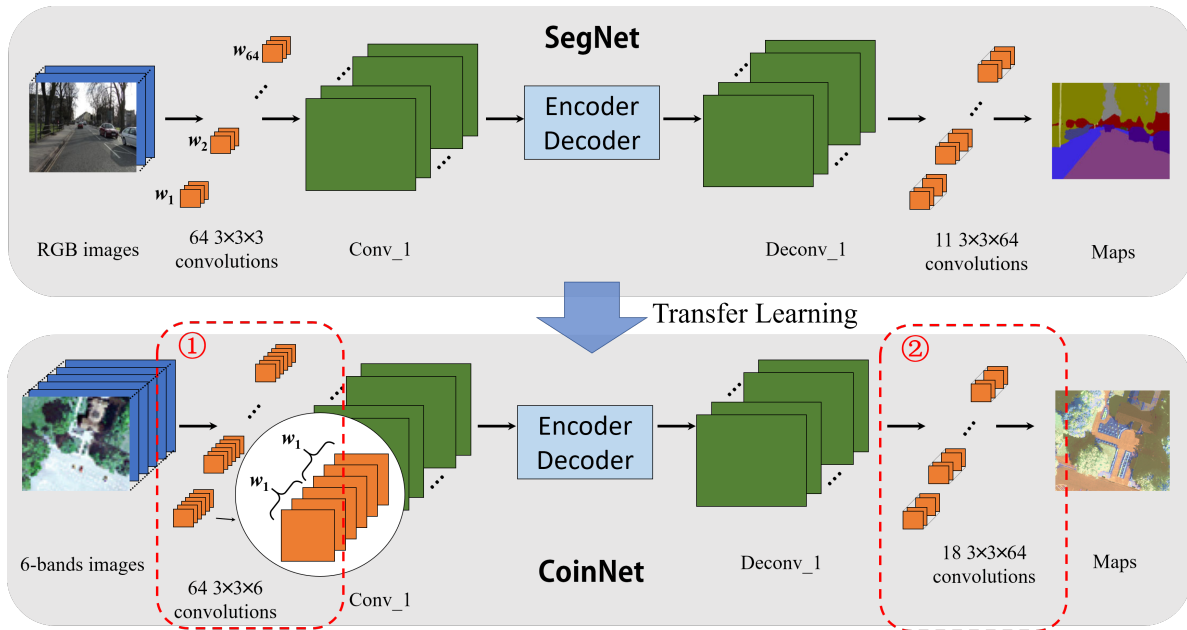 SegNet
w64
w2
w1
Encoder
Decoder
RGB images
64 3×3×3
convolutions
Conv_1
Deconv_1
11 3×3×64
convolutions
Maps
Transfer Learning
①
②
w1
w1
Encoder
Decoder
6-bands images
64 3×3×6
convolutions
Conv_1
CoinNet
Deconv_1
18 3×3×64
convolutions
Maps